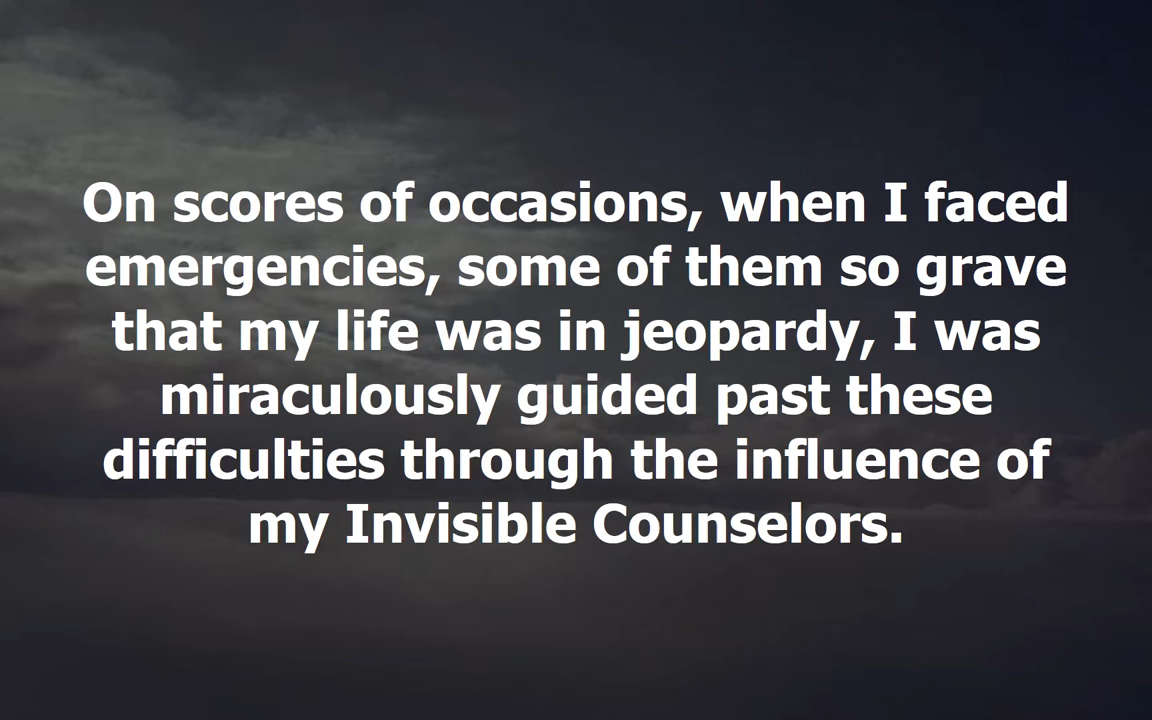 On scores of occasions, when I faced
emergencies, some of them so grave
that my life was in jeopardy, I was
miraculously guided past these
difficulties through the influence of
my Invisible Counselors.